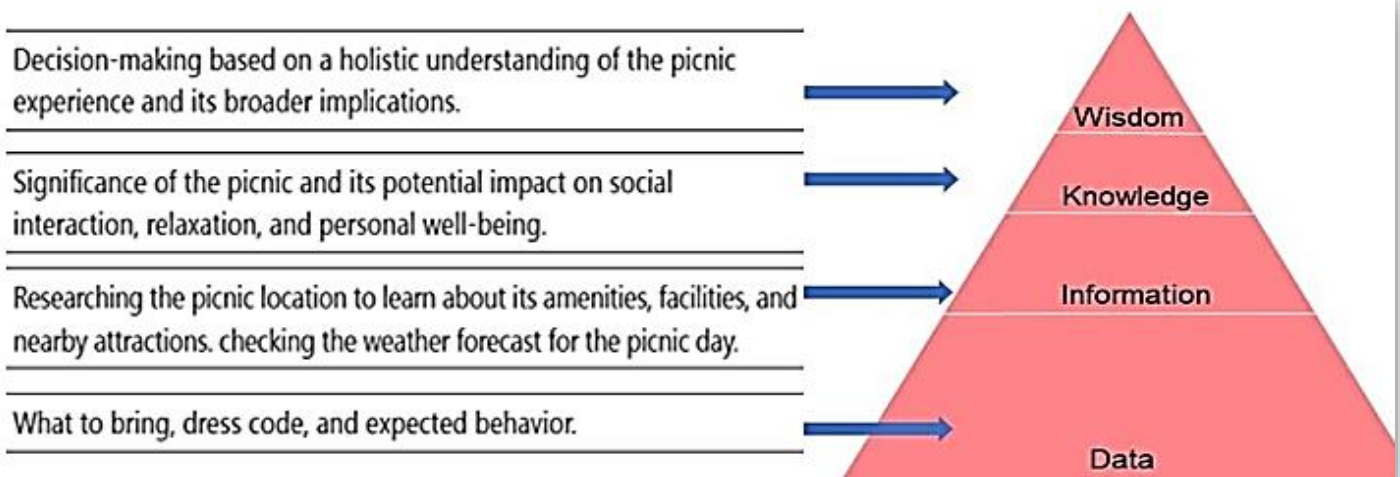 Decision-making based on a holistic understanding of the picnic
experience and its broader implications.
Wisdom
Significance of the picnic and its potential impact on social
interaction, relaxation, and personal well-being.
Knowledge
Researching the picnic location to learn about its amenities, facilities, and
nearby attractions. checking the weather forecast for the picnic day.
Information
What to bring, dress code, and expected behavior.
Data